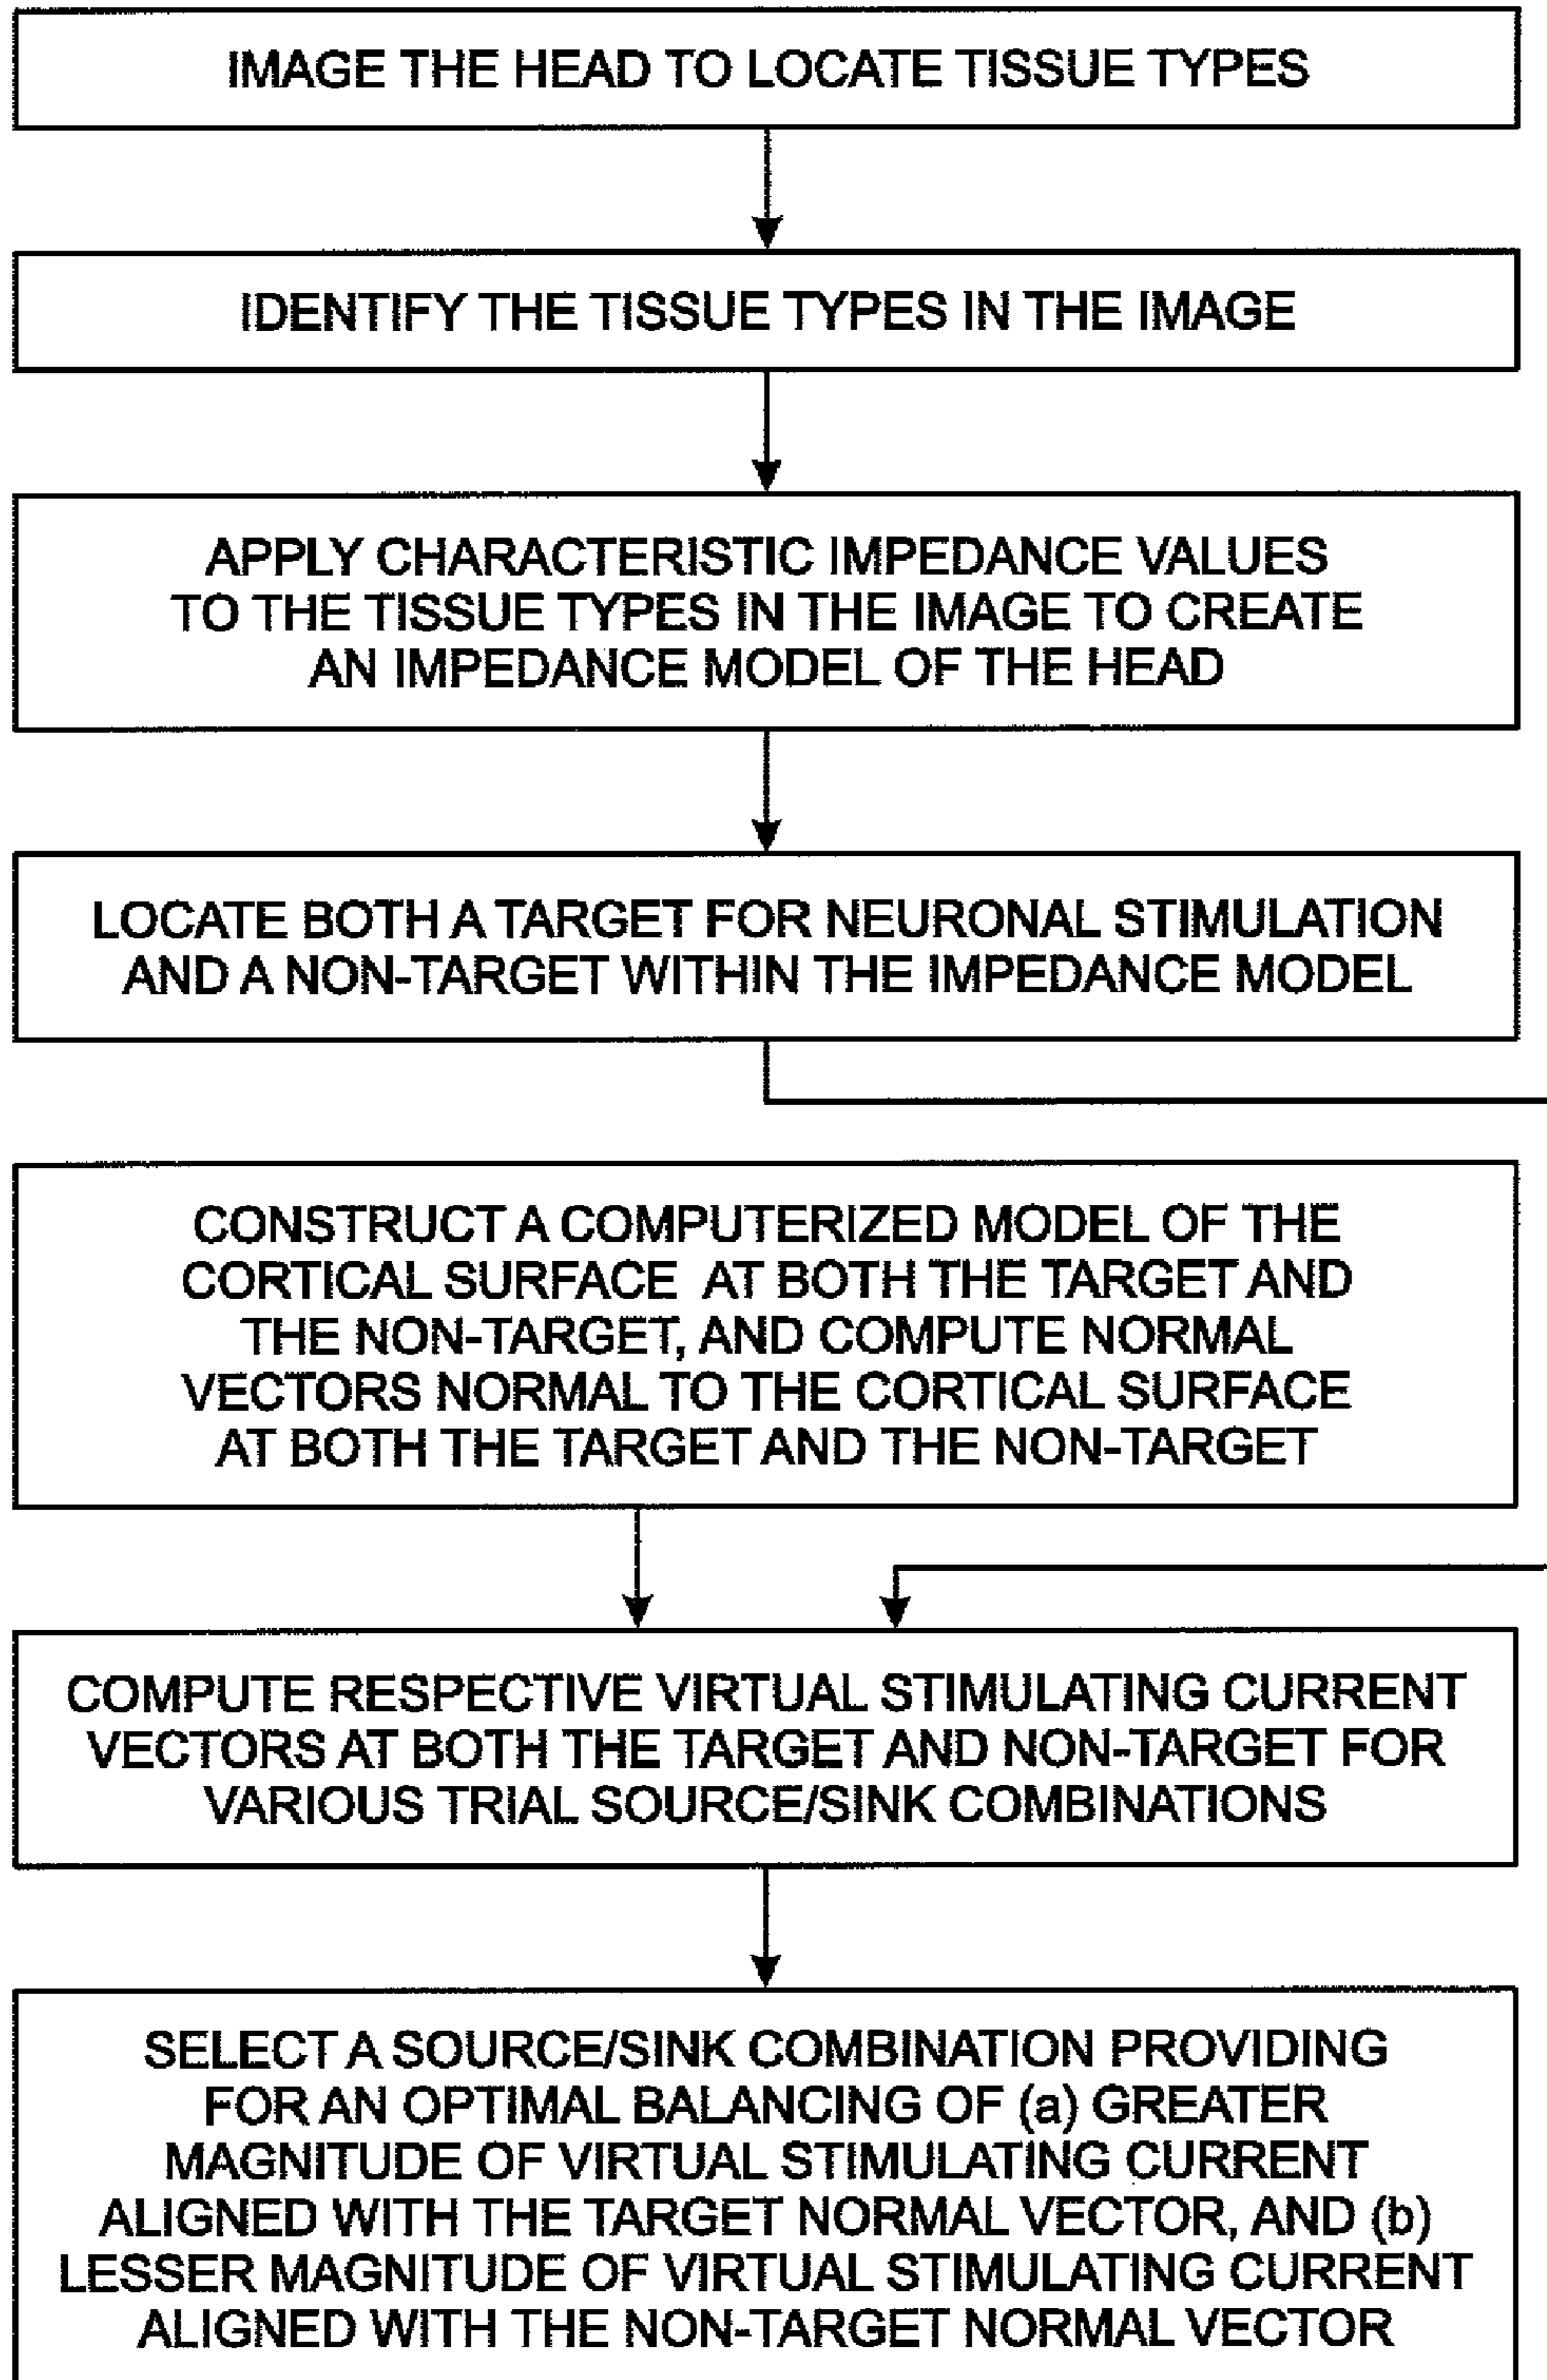 IMAGE THE HEAD TO LOCATE TISSUE TYPES
IDENTIFY THE TISSUE TYPES IN THE IMAGE
APPLY CHARACTERISTIC IMPEDANCE VALUES
TO THE TISSUE TYPES IN THE IMAGE TO CREATE
AN IMPEDANCE MODEL OF THE HEAD
LOCATE BOTH A TARGET FOR NEURONAL STIMULATION
AND A NON-TARGET WITHIN THE IMPEDANCE MODEL
CONSTRUCT A COMPUTERIZED MODEL OF THE
CORTICAL SURFACE AT BOTH THE TARGET AND
THE NON-TARGET, AND COMPUTE NORMAL
VECTORS NORMAL TO THE CORTICAL SURFACE
AT BOTH THE TARGET AND THE NON-TARGET
COMPUTE RESPECTIVE VIRTUAL STIMULATING CURRENT
VECTORS AT BOTH THE TARGET AND NON-TARGET FOR
VARIOUS TRIAL SOURCE/SINK COMBINATIONS
SELECT A SOURCE/SINK COMBINATION PROVIDING
FOR AN OPTIMAL BALANCING OF (a) GREATER
MAGNITUDE OF VIRTUAL STIMULATING CURRENT
ALIGNED WITH THE TARGET NORMAL VECTOR, AND (b)
LESSER MAGNITUDE OF VIRTUAL STIMULATING CURRENT
ALIGNED WITH THE NON-TARGET NORMAL VECTOR